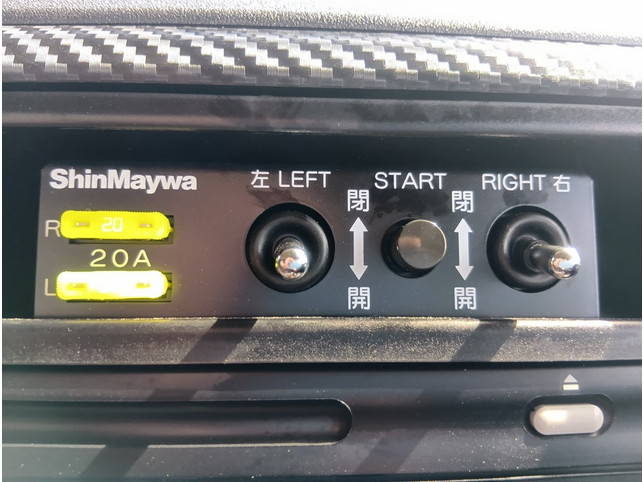 ShinMaywa
左 LEFT
START
RIGHT 右
閉
閉
R
20
20A
L
開
開